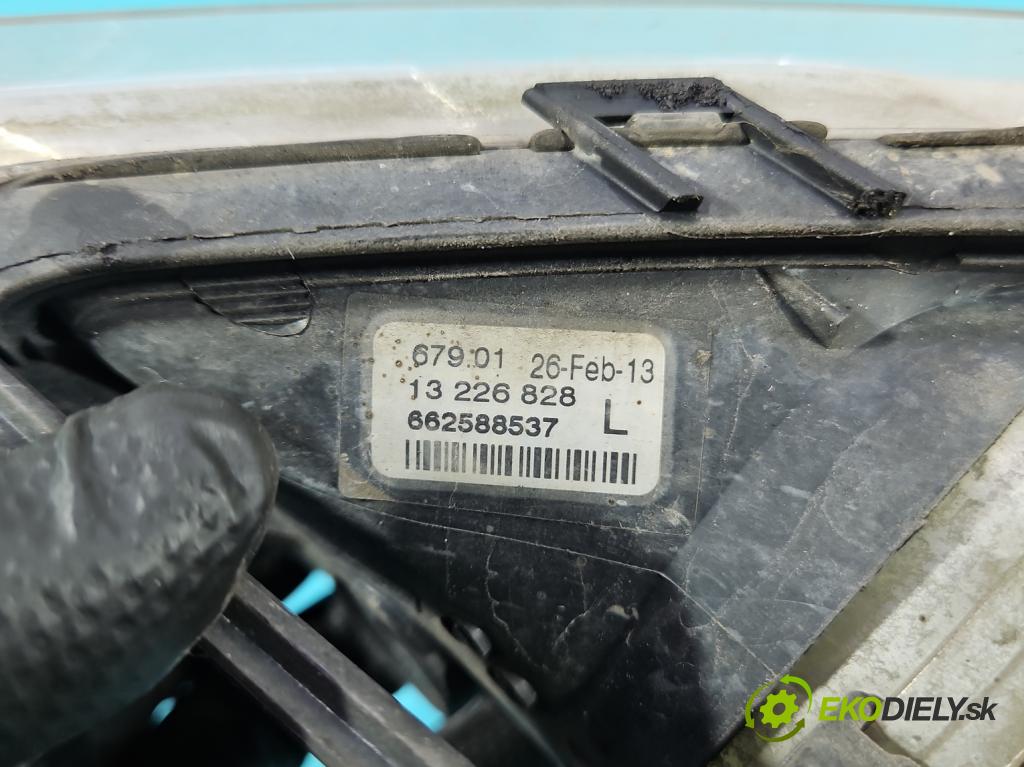 679.01 26-Feb-13
13 226 828
662588537 L
EKODIELY.sk